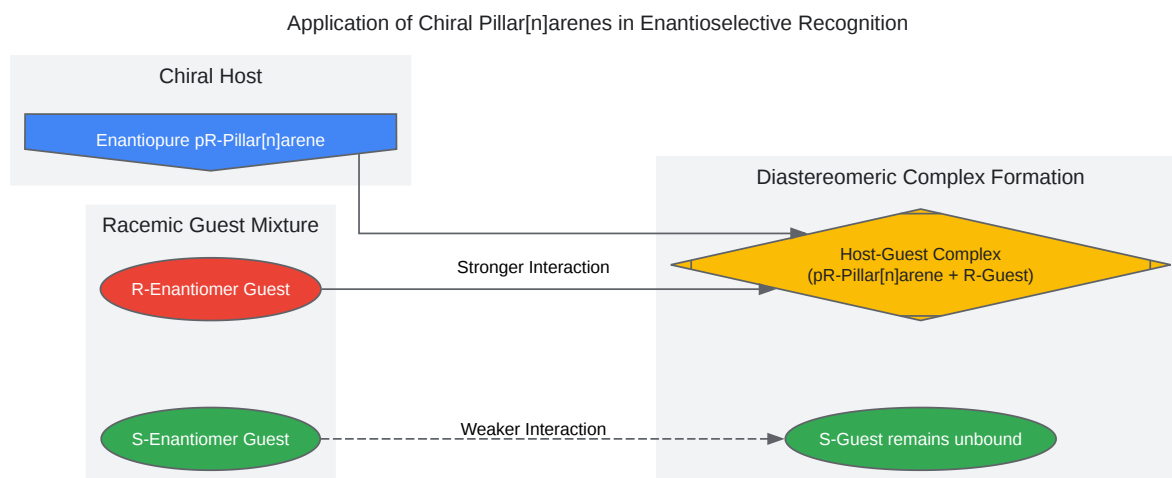 Application of Chiral Pillar[n]arenes in Enantioselective Recognition
Chiral Host
Enantiopure pR-Pillar[n]arene
Racemic Guest Mixture
R-Enantiomer Guest
S-Enantiomer Guest
Stronger Interaction
Weaker Interaction
Diastereomeric Complex Formation
Host-Guest Complex
(pR-Pillar[n]arene + R-Guest)
S-Guest remains unbound